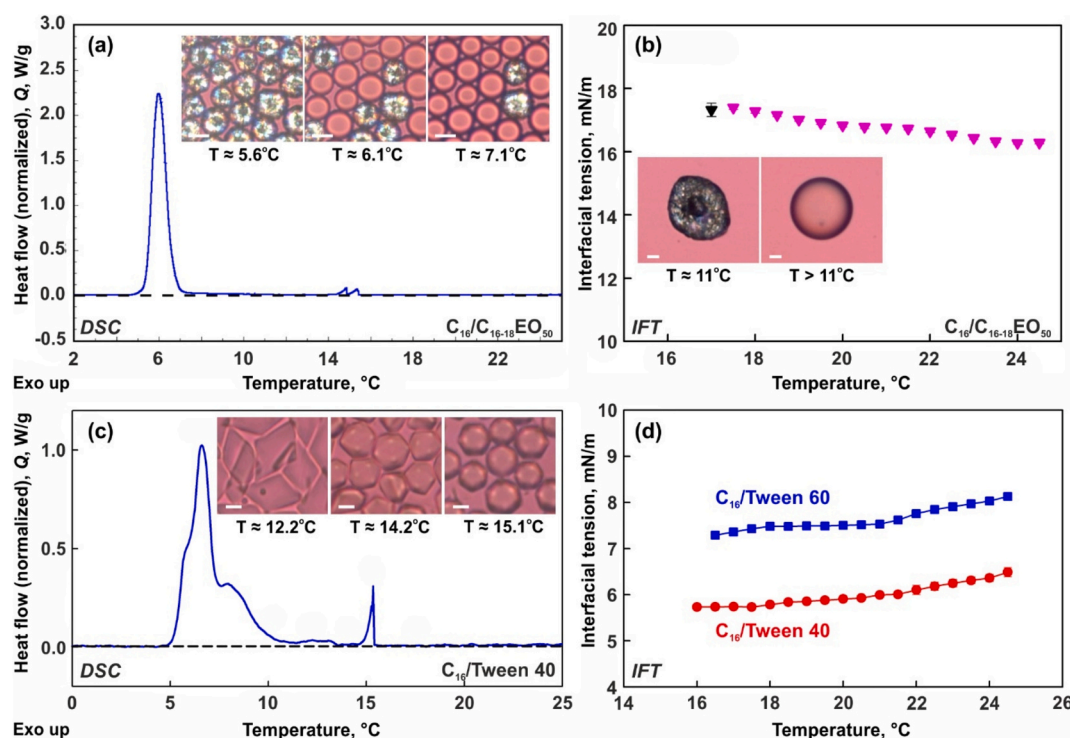 (a)
Heat flow (normalized), Q, W/g
3.0
2.5
2.0
1.5
1.0
0.5
0.0
-0.5
T ≈ 5.6°C
T ≈ 6.1°C
T ≈ 7.1°C
DSC
C₁₆/C₁₆₋₁₈EO₅₀
2 6 10 14 18 22
Exo up
Temperature, °C
(b)
Interfacial tension, mN/m
20
18
16
14
12
10
T ≈ 11°C
T > 11°C
IFT
C₁₆/C₁₆₋₁₈EO₅₀
16 18 20 22 24
Temperature, °C
(c)
Heat flow (normalized), Q, W/g
1.0
0.5
0.0
T ≈ 12.2°C
T ≈ 14.2°C
T ≈ 15.1°C
DSC
C₁₆/Tween 40
0 5 10 15 20 25
Exo up
Temperature, °C
(d)
Interfacial tension, mN/m
10
9
8
7
6
5
4
C₁₆/Tween 60
C₁₆/Tween 40
IFT
14 16 18 20 22 24 26
Temperature, °C